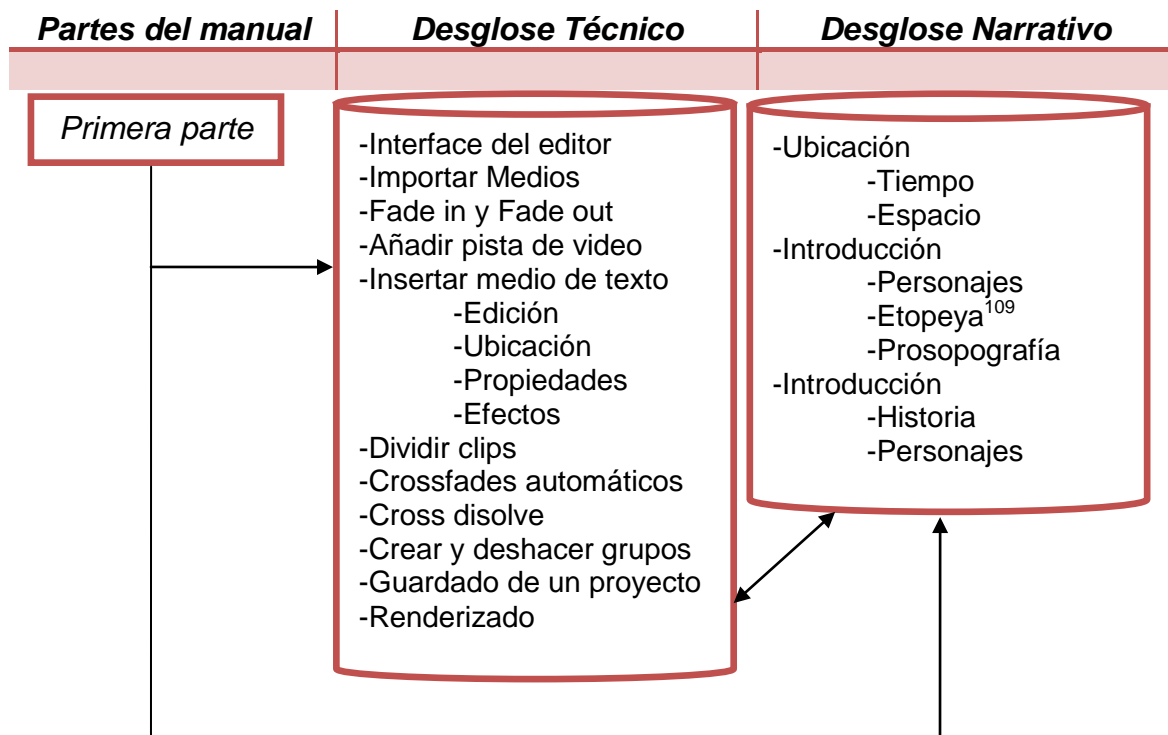 Partes del manual
Desglose Técnico
Desglose Narrativo
Primera parte
-Interface del editor
-Importar Medios
-Fade in y Fade out
-Añadir pista de video
-Insertar medio de texto
-Edición
-Ubicación
-Propiedades
-Efectos
-Dividir clips
-Crossfades automáticos
-Cross disolve
-Crear y deshacer grupos
-Guardado de un proyecto
-Renderizado
-Ubicación
-Tiempo
-Espacio
-Introducción
-Personajes
-Etopeya109
-Prosopografía
-Introducción
-Historia
-Personajes